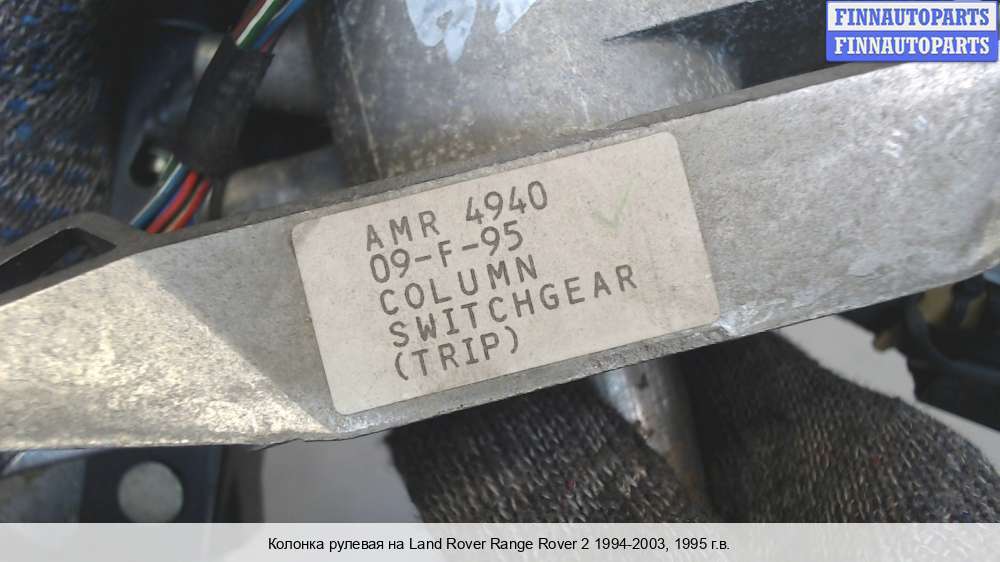 FINNAUTOPARTS
FINNAUTOPARTS
AMR 4940
09-F-95
COLUMN
SWITCHGEAR
(TRIP)
Колонка рулевая на Land Rover Range Rover 2 1994-2003, 1995 г.в.